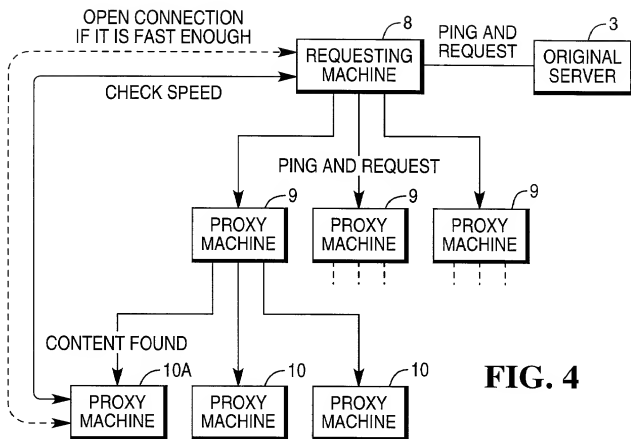 OPEN CONNECTION
IF IT IS FAST ENOUGH
CHECK SPEED
8
REQUESTING
MACHINE
PING AND
REQUEST
3
ORIGINAL
SERVER
PING AND REQUEST
9
PROXY
MACHINE
9
PROXY
MACHINE
9
PROXY
MACHINE
CONTENT FOUND
10A
PROXY
MACHINE
10
PROXY
MACHINE
10
PROXY
MACHINE
FIG. 4